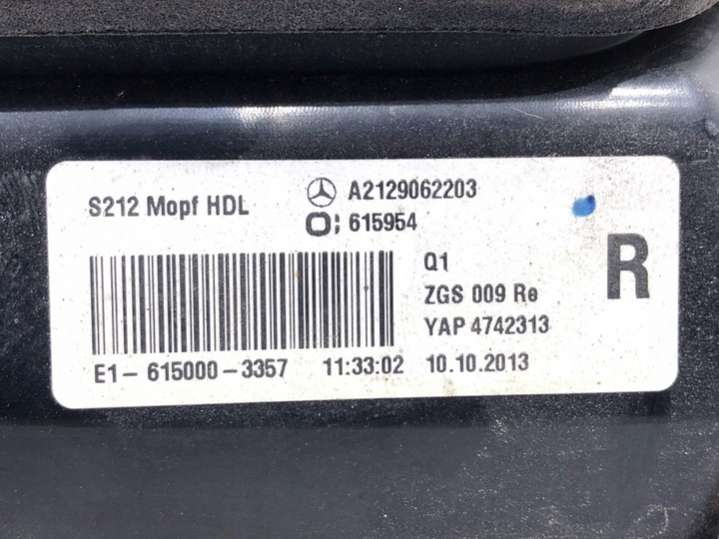 S212 Mopf HDL
A2129062203
615954
Q1
R
ZGS 009 Re
YAP 4742313
E1-615000-3357 11:33:02 10.10.2013